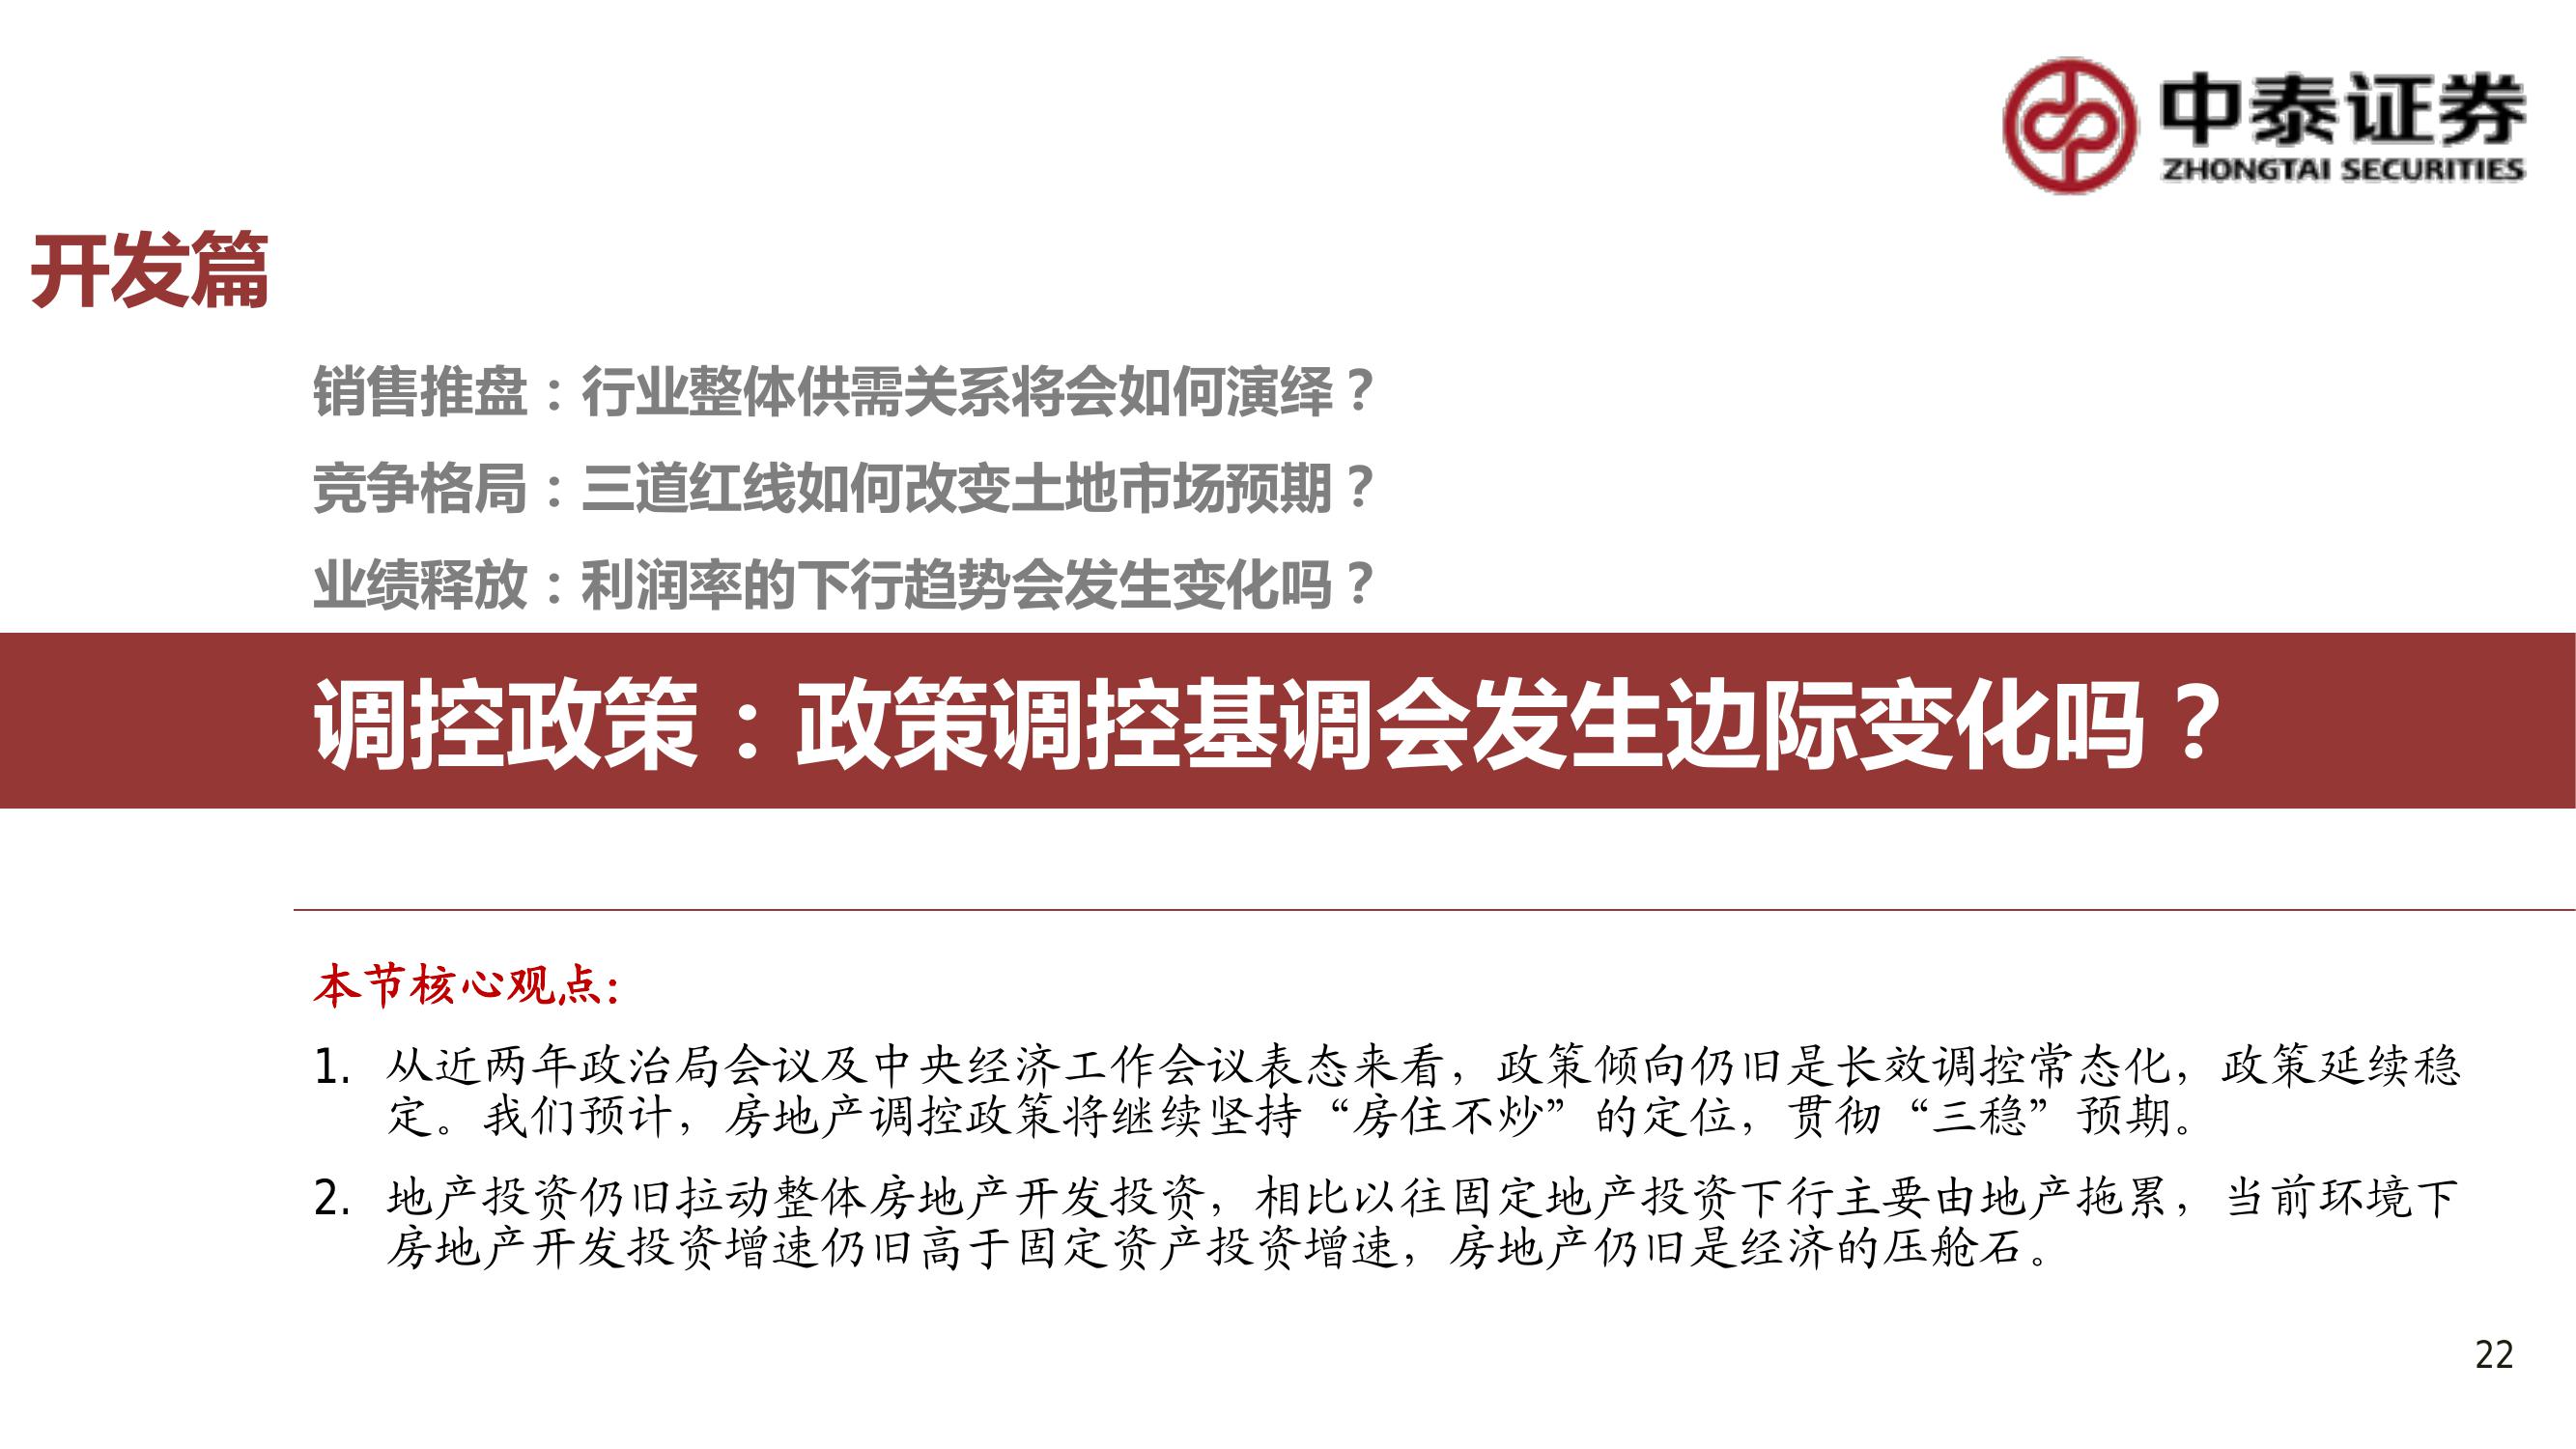 中泰证券
ZHONGTAI SECURITIES
开发篇
销售推盘：行业整体供需关系将会如何演绎？
竞争格局：三道红线如何改变土地市场预期？
业绩释放：利润率的下行趋势会发生变化吗？
调控政策：政策调控基调会发生边际变化吗？
本节核心观点：
1. 从近两年政治局会议及中央经济工作会议表态来看，政策倾向仍旧是长效调控常态化，政策延续稳
定。我们预计，房地产调控政策将继续坚持“房住不炒”的定位，贯彻“三稳”预期。
2. 地产投资仍旧拉动整体房地产开发投资，相比以往固定地产投资下行主要由地产拖累，当前环境下
房地产开发投资增速仍旧高于固定资产投资增速，房地产仍旧是经济的压舱石。
22